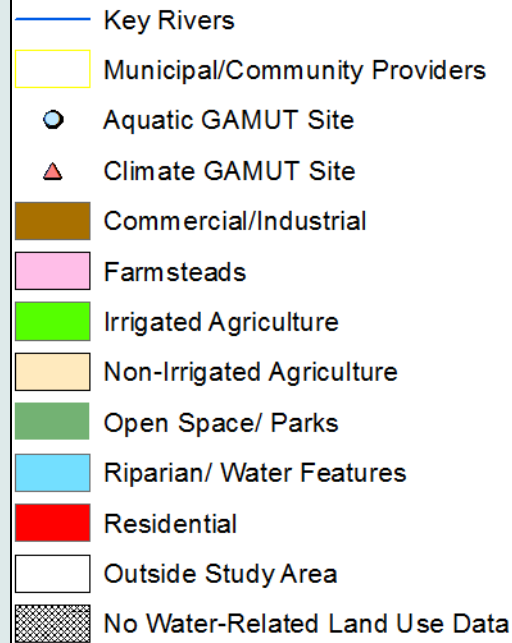 Key Rivers
Municipal/Community Providers
Aquatic GAMUT Site
Climate GAMUT Site
Commercial/Industrial
Farmsteads
Irrigated Agriculture
Non-Irrigated Agriculture
Open Space/ Parks
Riparian/ Water Features
Residential
Outside Study Area
No Water-Related Land Use Data